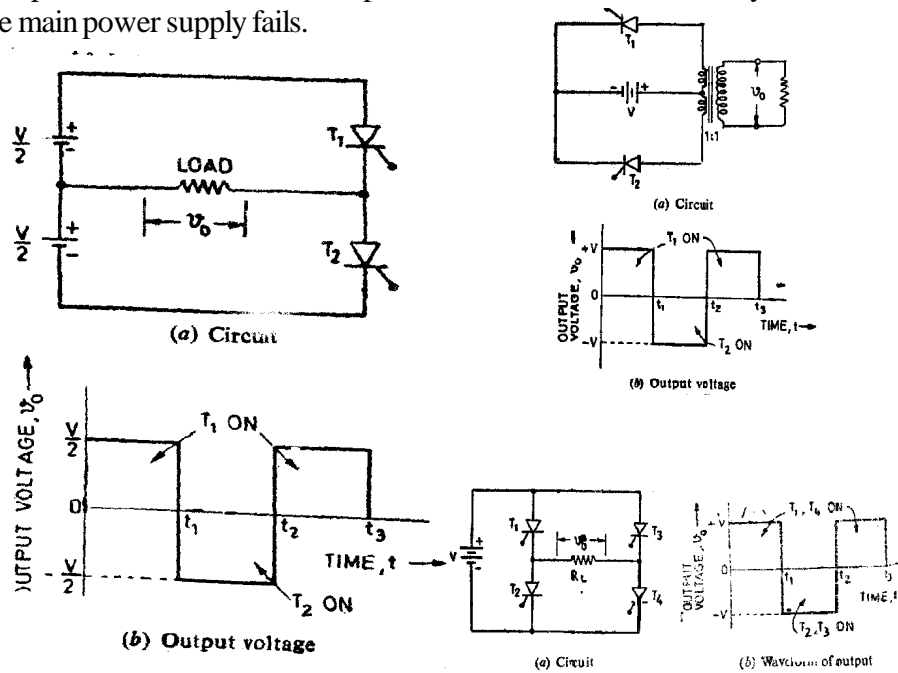 e main power supply fails.
V/2
+
-
T1
LOAD
v0
V/2
+
-
T2
(a) Circuit
T1
- +
V
1:1
v0
T2
(a) Circuit
OUTPUT VOLTAGE, v0
+V
T1 ON
0
t1 t2 t3
TIME, t
-V
T2 ON
(b) Output voltage
OUTPUT VOLTAGE, v0
V/2
T1 ON
0
t1 t2 t3
TIME, t
V/2
T2 ON
(b) Output voltage
V
+
-
T1
T3
v0
RL
T2
T4
(a) Circuit
OUTPUT VOLTAGE, v0
+V
T1, T4 ON
0
t1 t2 t3
TIME, t
-V
T2, T3 ON
(b) Waveform of output